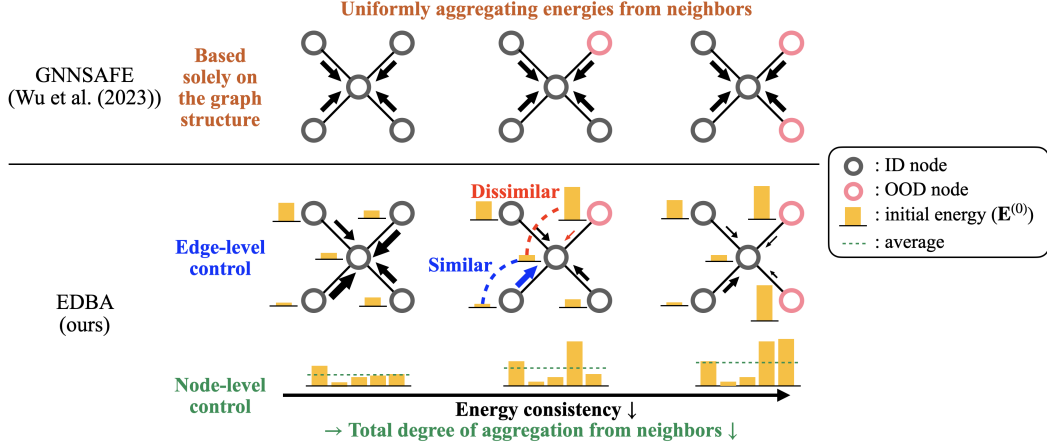 Uniformly aggregating energies from neighbors
GNNSAFE
(Wu et al. (2023))
Based
solely on
the graph
structure
: ID node
: OOD node
: initial energy (E^(0))
: average
Edge-level
control
Dissimilar
Similar
EDBA
(ours)
Node-level
control
Energy consistency ↓
→ Total degree of aggregation from neighbors ↓